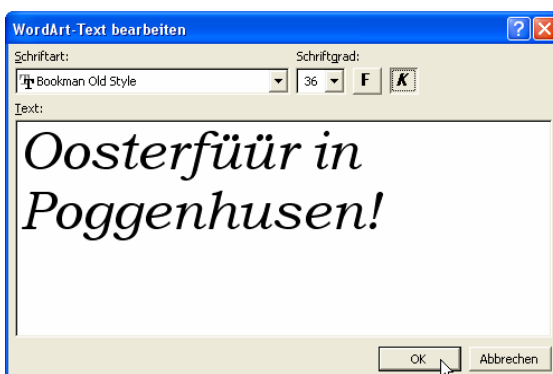 WordArt-Text bearbeiten
Schriftart: Schriftgrad:
Bookman Old Style 36 F K
Text:
Oosterfüür in
Poggenhusen!
OK Abbrechen